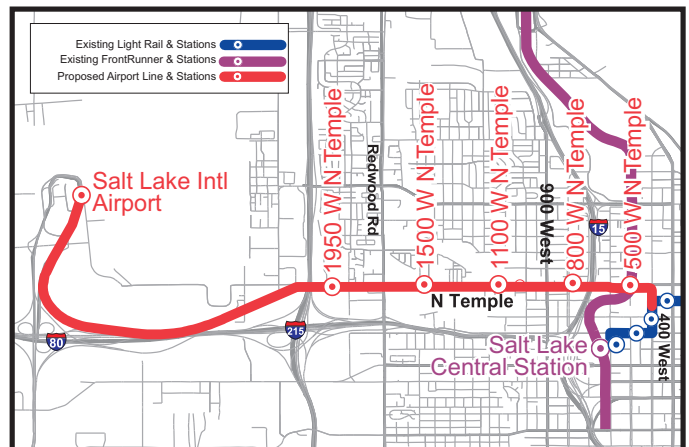 Existing Light Rail & Stations
Existing FrontRunner & Stations
Proposed Airport Line & Stations
Salt Lake Intl
Airport
1950 W N Temple
Redwood Rd
1500 W N Temple
1100 W N Temple
900 West
800 W N Temple
15
500 W N Temple
N Temple
80
215
400 West
Salt Lake
Central Station